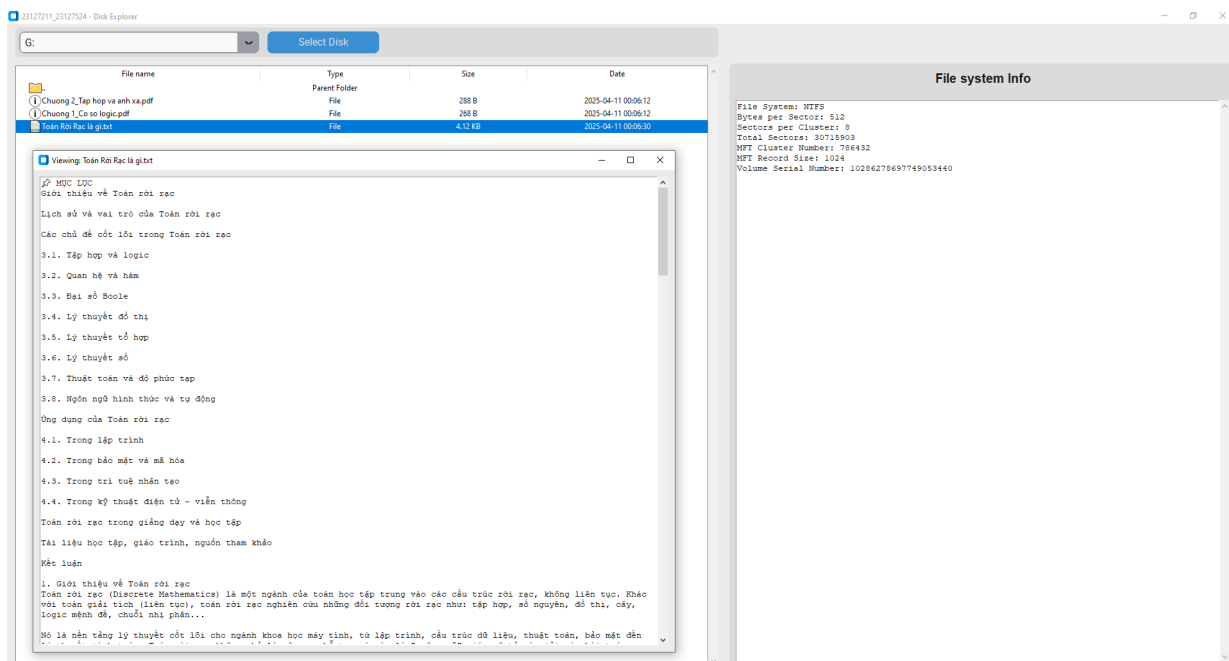 23127211_23127524 - Disk Explorer
G:
Select Disk
File name Type Size Date
.. Parent Folder
Chuong 2_Tap hop va anh xa.pdf File 288 B 2025-04-11 00:06:12
Chuong 1_Co so logic.pdf File 268 B 2025-04-11 00:06:12
Toán Rời Rạc là gì.txt File 4.12 KB 2025-04-11 00:06:30
File system Info
File System: NTFS
Bytes per Sector: 512
Sectors per Cluster: 8
Total Sectors: 30715903
MFT Cluster Number: 786432
MFT Record Size: 1024
Volume Serial Number: 10286278697749053440
Viewing: Toán Rời Rạc là gì.txt
📌 MỤC LỤC
Giới thiệu về Toán rời rạc
Lịch sử và vai trò của Toán rời rạc
Các chủ đề cốt lõi trong Toán rời rạc
3.1. Tập hợp và logic
3.2. Quan hệ và hàm
3.3. Đại số Boole
3.4. Lý thuyết đồ thị
3.5. Lý thuyết tổ hợp
3.6. Lý thuyết số
3.7. Thuật toán và độ phức tạp
3.8. Ngôn ngữ hình thức và tự động
Ứng dụng của Toán rời rạc
4.1. Trong lập trình
4.2. Trong bảo mật và mã hóa
4.3. Trong trí tuệ nhân tạo
4.4. Trong kỹ thuật điện tử – viễn thông
Toán rời rạc trong giảng dạy và học tập
Tài liệu học tập, giáo trình, nguồn tham khảo
Kết luận
1. Giới thiệu về Toán rời rạc
Toán rời rạc (Discrete Mathematics) là một ngành của toán học tập trung vào các cấu trúc rời rạc, không liên tục. Khác
với toán giải tích (liên tục), toán rời rạc nghiên cứu những đối tượng rời rạc như: tập hợp, số nguyên, đồ thị, cây,
logic mệnh đề, chuỗi nhị phân...
Nó là nền tảng lý thuyết cốt lõi cho ngành khoa học máy tính, từ lập trình, cấu trúc dữ liệu, thuật toán, bảo mật đến